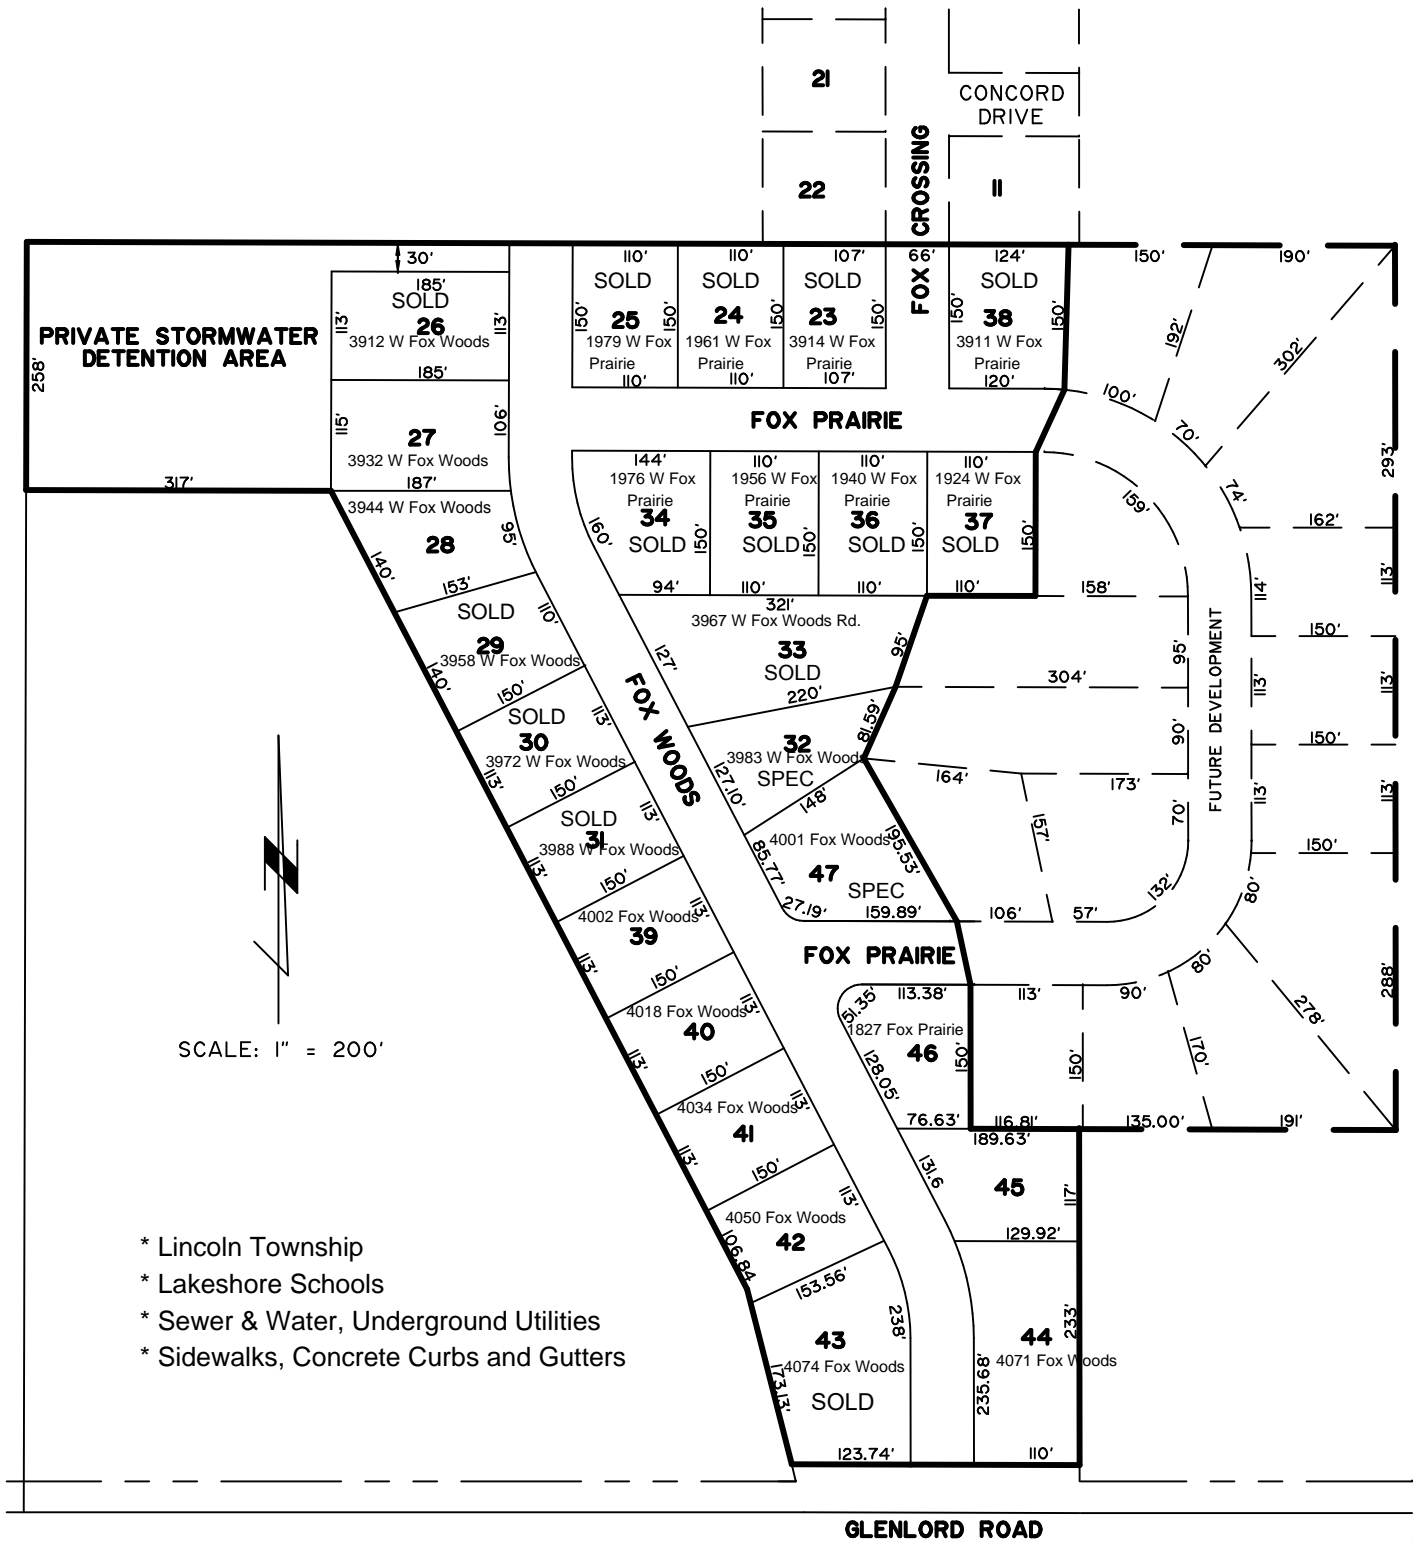 21
CONCORD
DRIVE
22
FOX CROSSING
11
30'
185'
SOLD
26
3912 W Fox Woods
113'
113'
185'
PRIVATE STORMWATER
DETENTION AREA
258'
317'
115'
27
3932 W Fox Woods
106'
187'
110'
SOLD
25
1979 W Fox
Prairie
150'
150'
110'
110'
SOLD
24
1961 W Fox
Prairie
150'
110'
107'
SOLD
23
3914 W Fox
Prairie
150'
107'
66'
124'
SOLD
38
3911 W Fox
Prairie
150'
150'
120'
150'
190'
192'
302'
100'
70'
74'
293'
FOX PRAIRIE
3944 W Fox Woods
28
95'
140'
153'
144'
1976 W Fox
Prairie
34
SOLD
160'
150'
94'
110'
1956 W Fox
Prairie
35
SOLD
150'
110'
110'
1940 W Fox
Prairie
36
SOLD
150'
110'
110'
1924 W Fox
Prairie
37
SOLD
150'
110'
159'
162'
113'
158'
114'
150'
SOLD
29
3958 W Fox Woods
110'
140'
150'
321'
3967 W Fox Woods Rd.
33
SOLD
127'
95'
220'
304'
95'
113'
113'
FUTURE DEVELOPMENT
SOLD
30
3972 W Fox Woods
113'
113'
150'
FOX WOODS
32
3983 W Fox Woods
SPEC
127.10'
81.59'
148'
164'
173'
90'
150'
113'
113'
SOLD
31
3988 W Fox Woods
113'
113'
150'
4001 Fox Woods
47
SPEC
85.77'
27.19'
195.53'
159.89'
157'
70'
132'
150'
80'
106'
57'
4002 Fox Woods
39
113'
113'
150'
FOX PRAIRIE
80'
288'
4018 Fox Woods
40
113'
113'
150'
51.35'
113.38'
1827 Fox Prairie
46
128.05'
150'
76.63'
113'
90'
150'
170'
278'
116.81'
135.00'
191'
SCALE: 1" = 200'
4034 Fox Woods
41
113'
113'
150'
189.63'
131.6
45
117'
129.92'
4050 Fox Woods
42
113'
106.84
153.56'
* Lincoln Township
* Lakeshore Schools
* Sewer & Water, Underground Utilities
* Sidewalks, Concrete Curbs and Gutters
43
4074 Fox Woods
SOLD
238'
173.13'
123.74'
44
4071 Fox Woods
233'
235.68'
110'
GLENLORD ROAD